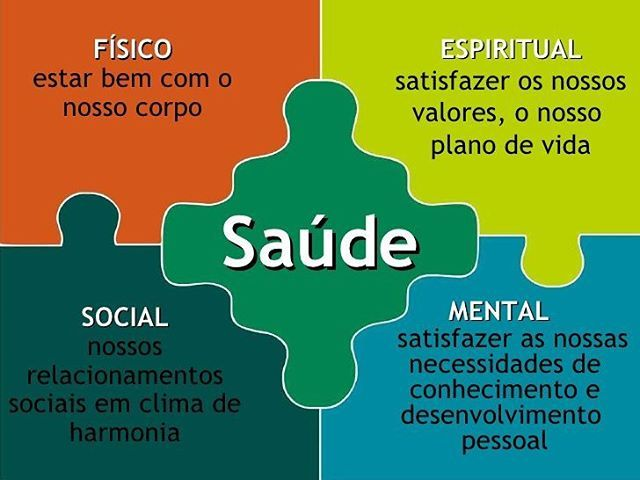 FÍSICO
estar bem com o
nosso corpo
ESPIRITUAL
satisfazer os nossos
valores, o nosso
plano de vida
Saúde
SOCIAL
nossos
relacionamentos
sociais em clima de
harmonia
MENTAL
satisfazer as nossas
necessidades de
conhecimento e
desenvolvimento
pessoal